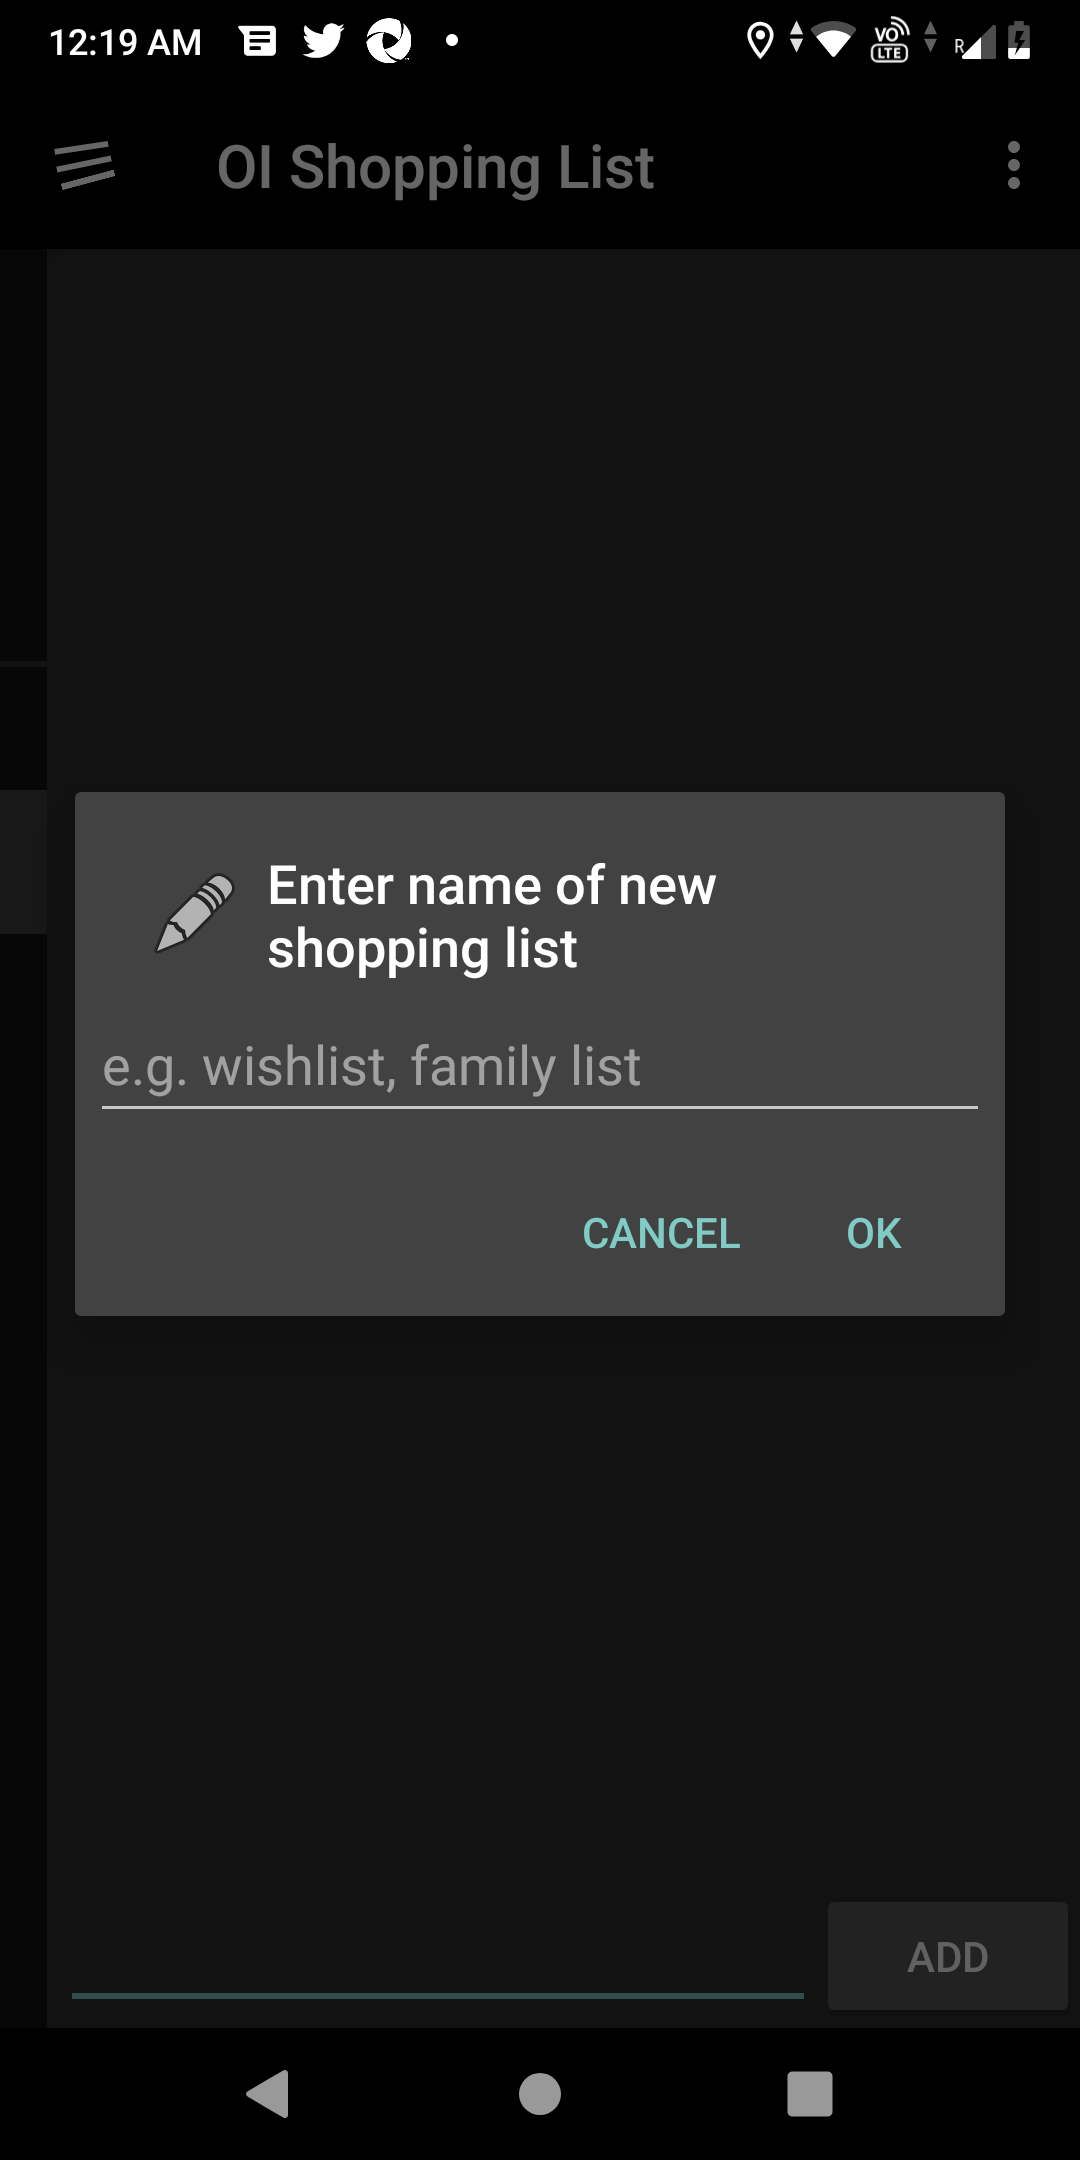 12:19 AM
VO
LTE
R
OI Shopping List
Enter name of new
shopping list
e.g. wishlist, family list
CANCEL
OK
ADD